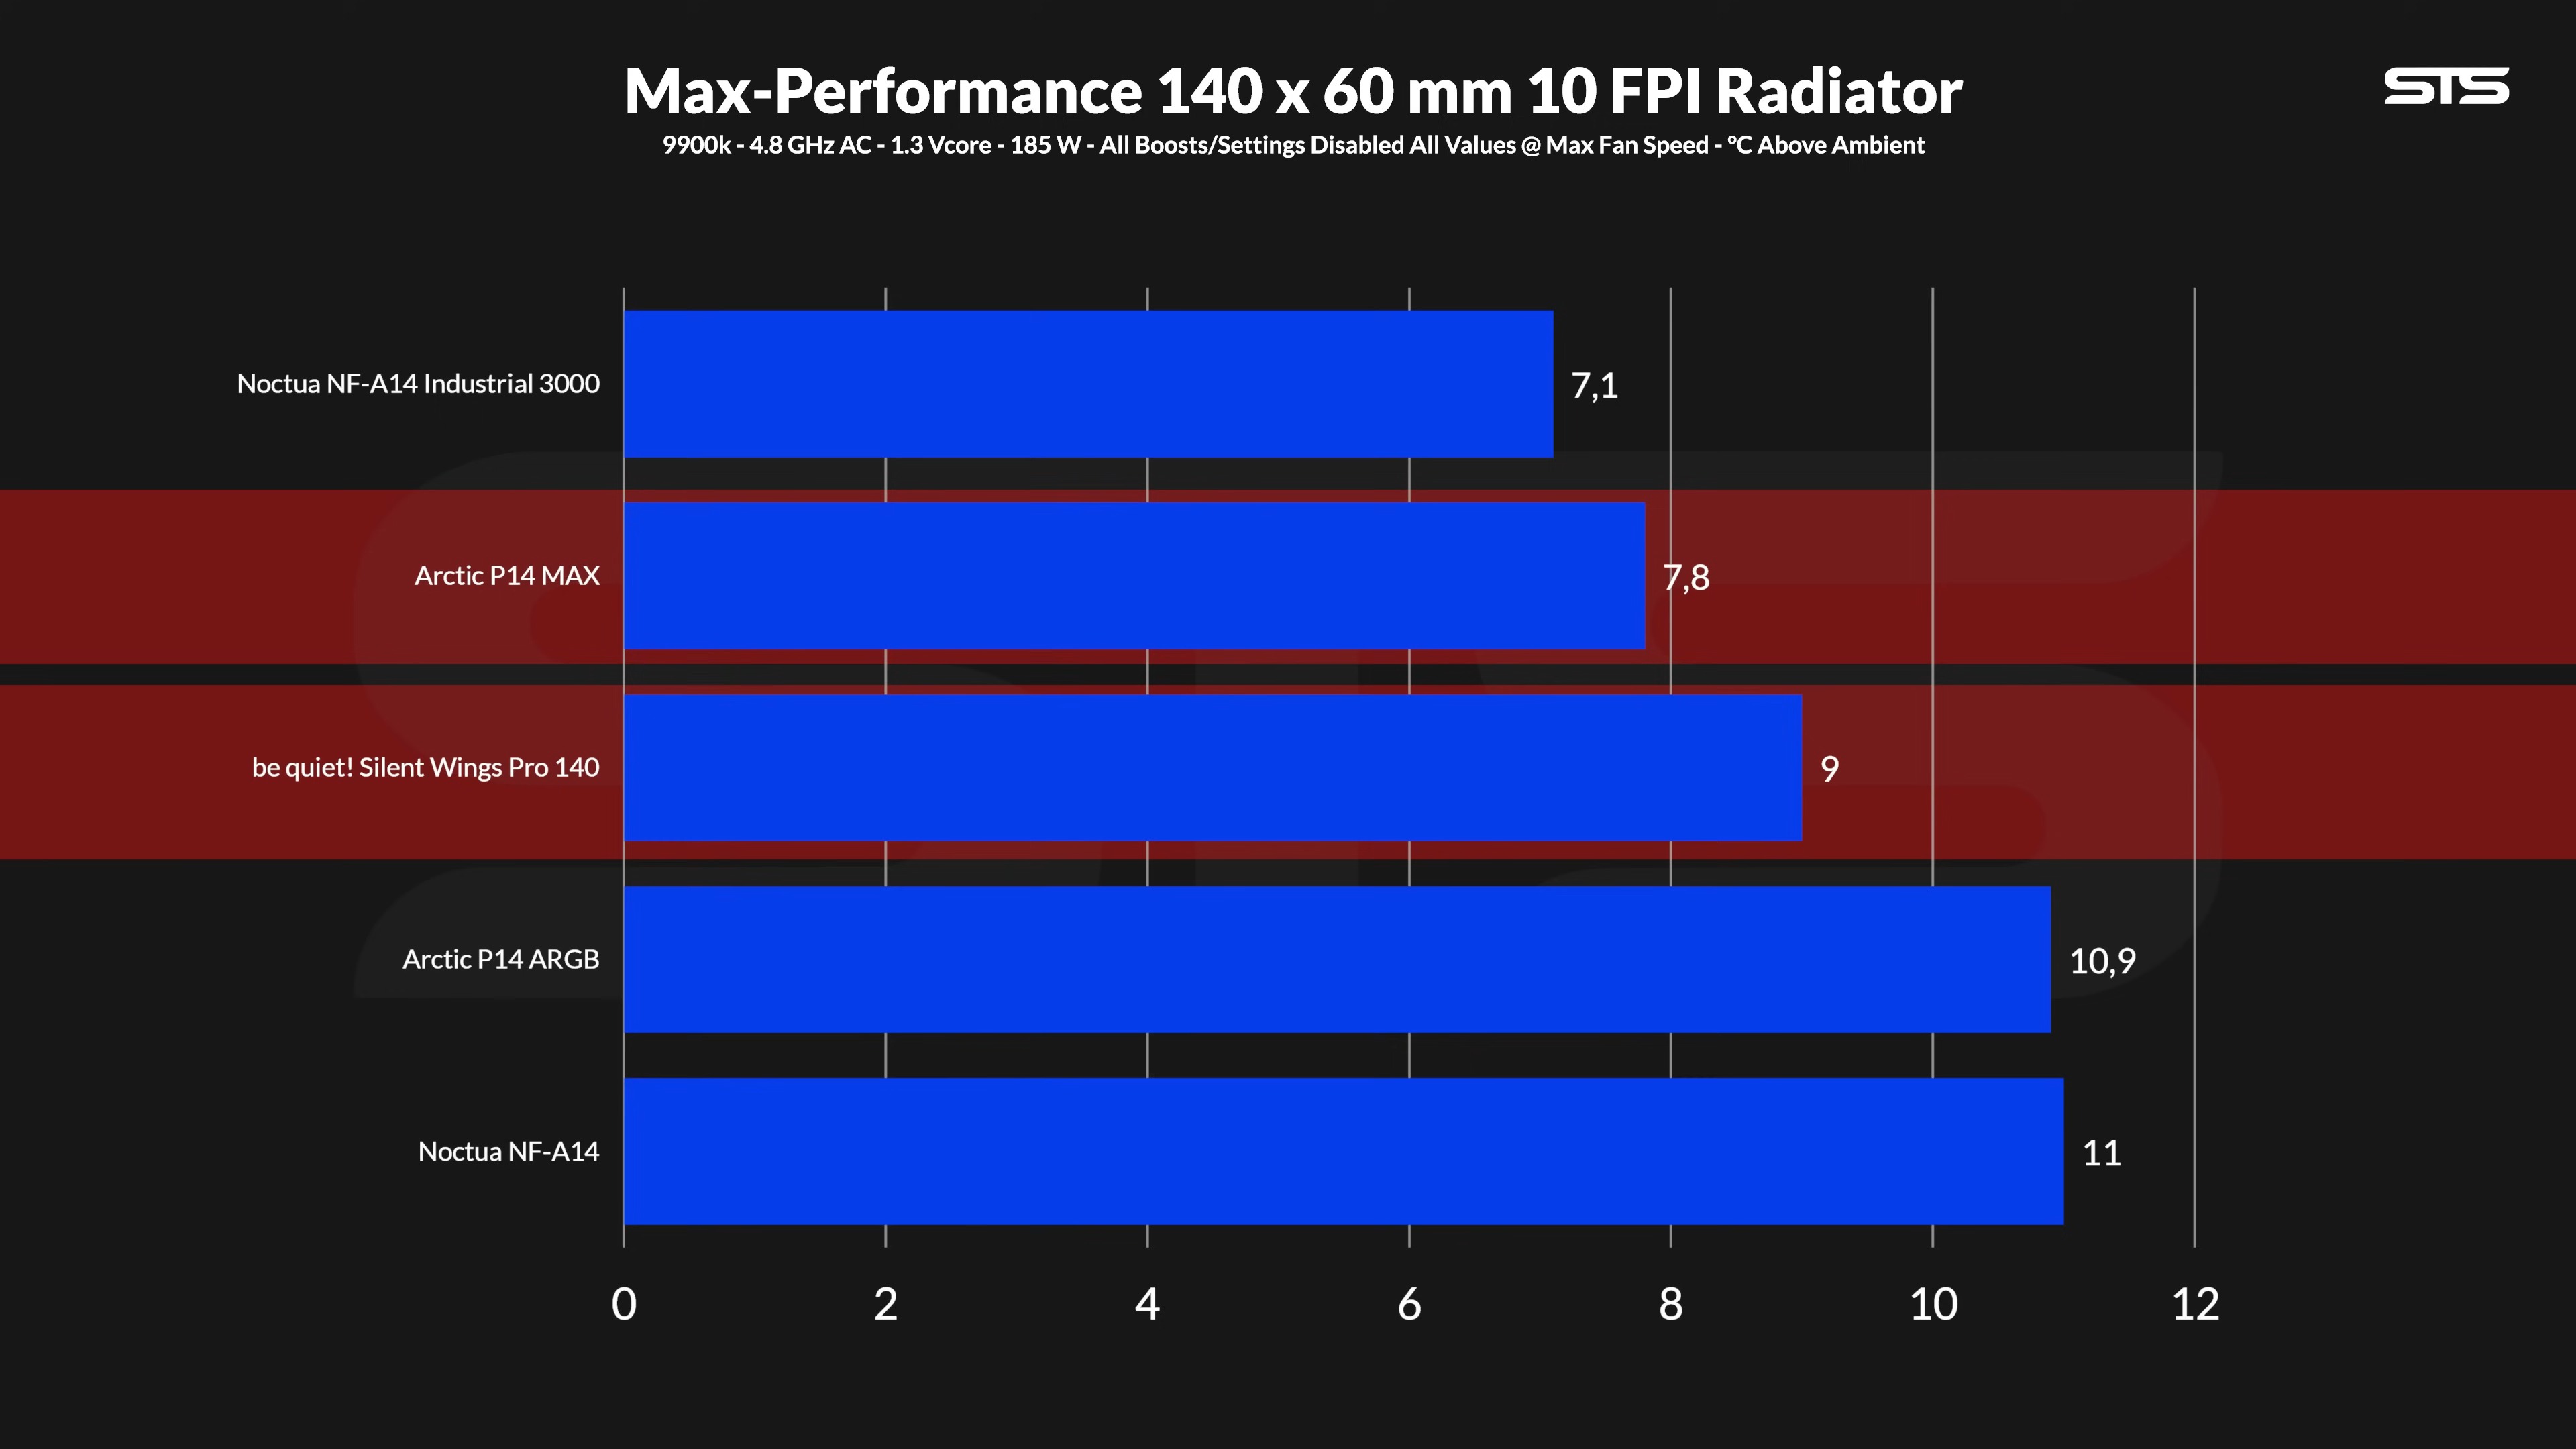 Max-Performance 140 x 60 mm 10 FPI Radiator
STS
9900k - 4.8 GHz AC - 1.3 Vcore - 185 W - All Boosts/Settings Disabled All Values @ Max Fan Speed - °C Above Ambient
Noctua NF-A14 Industrial 3000
7,1
Arctic P14 MAX
7,8
be quiet! Silent Wings Pro 140
9
Arctic P14 ARGB
10,9
Noctua NF-A14
11
0 2 4 6 8 10 12